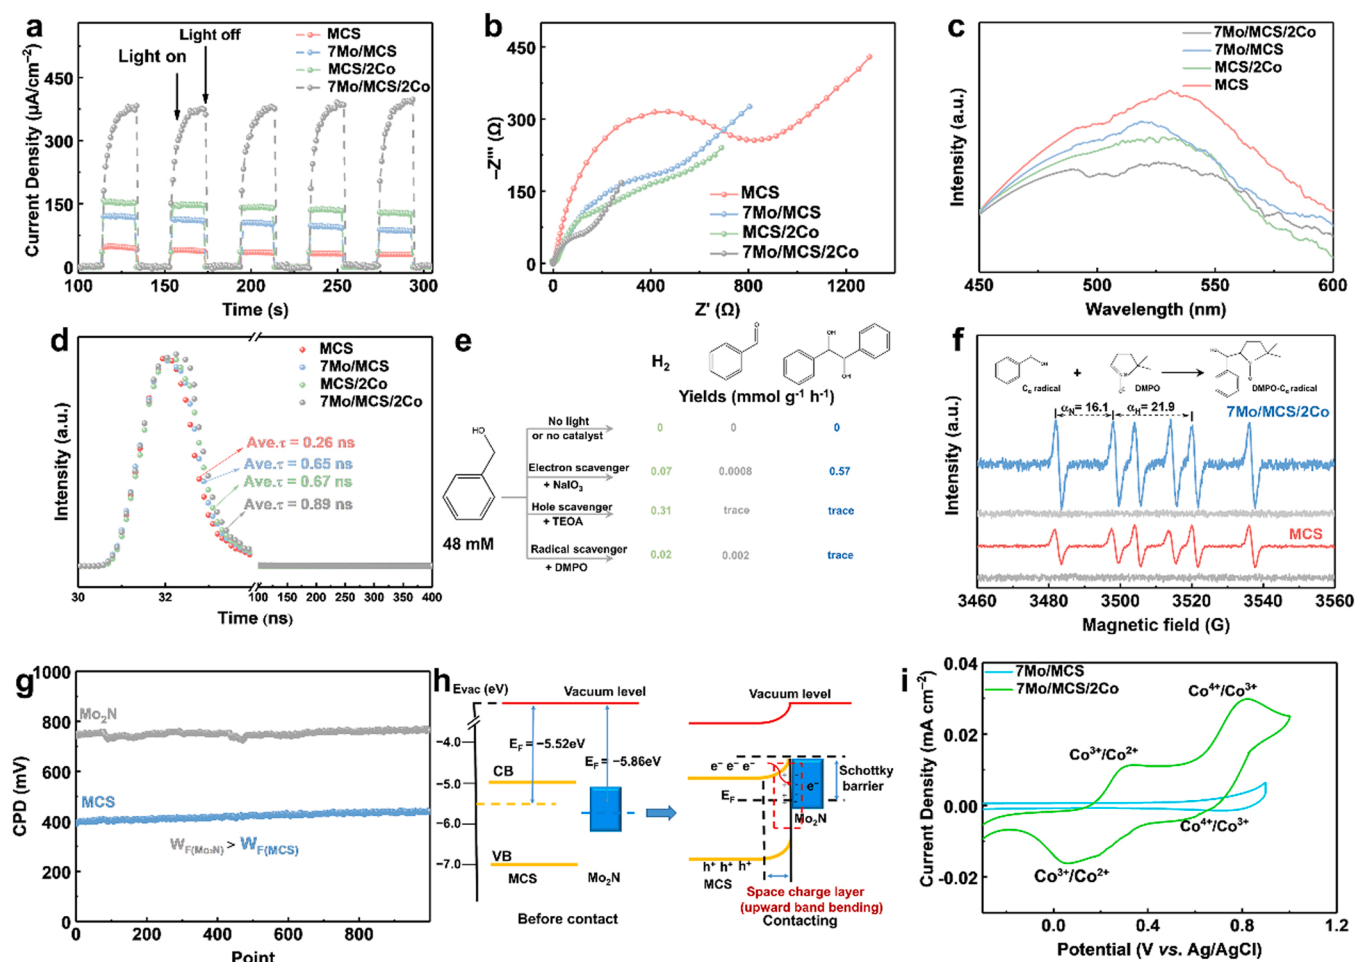 a
Light off
Light on
MCS
7Mo/MCS
MCS/2Co
7Mo/MCS/2Co
Current Density (μA/cm⁻²)
450
300
150
0
100 150 200 250 300
Time (s)
b
450
300
150
0
–Z''' (Ω)
MCS
7Mo/MCS
MCS/2Co
7Mo/MCS/2Co
0 400 800 1200
Z' (Ω)
c
7Mo/MCS/2Co
7Mo/MCS
MCS/2Co
MCS
Intensity (a.u.)
450 500 550 600
Wavelength (nm)
d
MCS
7Mo/MCS
MCS/2Co
7Mo/MCS/2Co
Ave.τ = 0.26 ns
Ave.τ = 0.65 ns
Ave.τ = 0.67 ns
Ave.τ = 0.89 ns
Intensity (a.u.)
30 32 100 150 200 250 300 350 400
Time (ns)
e
H₂
O
OH
OH
Yields (mmol g⁻¹ h⁻¹)
OH
48 mM
No light
or no catalyst
0 0 0
Electron scavenger
+ NaIO₃
0.07 0.0008 0.57
Hole scavenger
+ TEOA
0.31 trace trace
Radical scavenger
+ DMPO
0.02 0.002 trace
f
OH
Cα radical
+
DMPO
DMPO-Cα radical
αN= 16.1
αH= 21.9
7Mo/MCS/2Co
MCS
Intensity (a.u.)
3460 3480 3500 3520 3540 3560
Magnetic field (G)
g
1000
800
600
400
200
0
CPD (mV)
Mo₂N
MCS
WF(Mo₂N) > WF(MCS)
0 200 400 600 800
Point
h
Evac (eV)
Vacuum level
–4.0
–5.0
–6.0
–7.0
EF = –5.52eV
EF = –5.86eV
CB
VB
MCS
Mo₂N
Before contact
Vacuum level
e⁻ e⁻ e⁻
e⁻
Schottky
barrier
EF
Mo₂N
h⁺ h⁺ h⁺
MCS
Space charge layer
(upward band bending)
Contacting
i
7Mo/MCS
7Mo/MCS/2Co
Co⁴⁺/Co³⁺
Co³⁺/Co²⁺
Co⁴⁺/Co³⁺
Co³⁺/Co²⁺
Current Density (mA cm⁻²)
0.04
0.02
0.00
-0.02
0.0 0.4 0.8 1.2
Potential (V vs. Ag/AgCl)